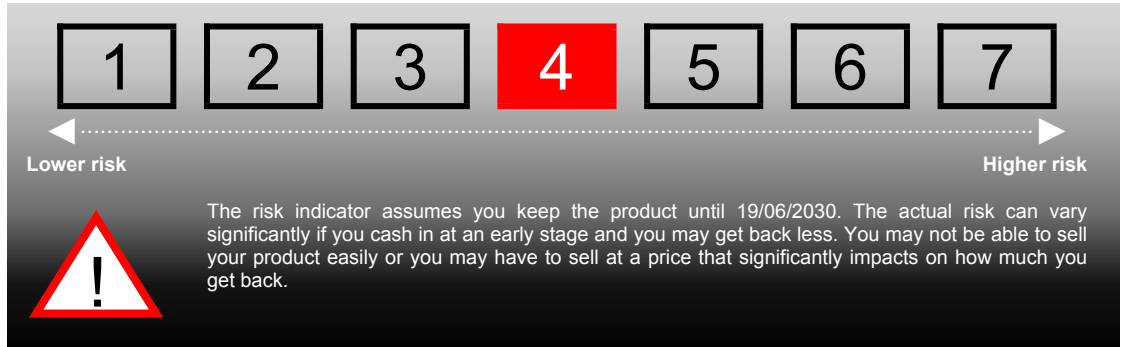 1 2 3 4 5 6 7
Lower risk Higher risk
The risk indicator assumes you keep the product until 19/06/2030. The actual risk can vary
significantly if you cash in at an early stage and you may get back less. You may not be able to sell
your product easily or you may have to sell at a price that significantly impacts on how much you
get back.
!